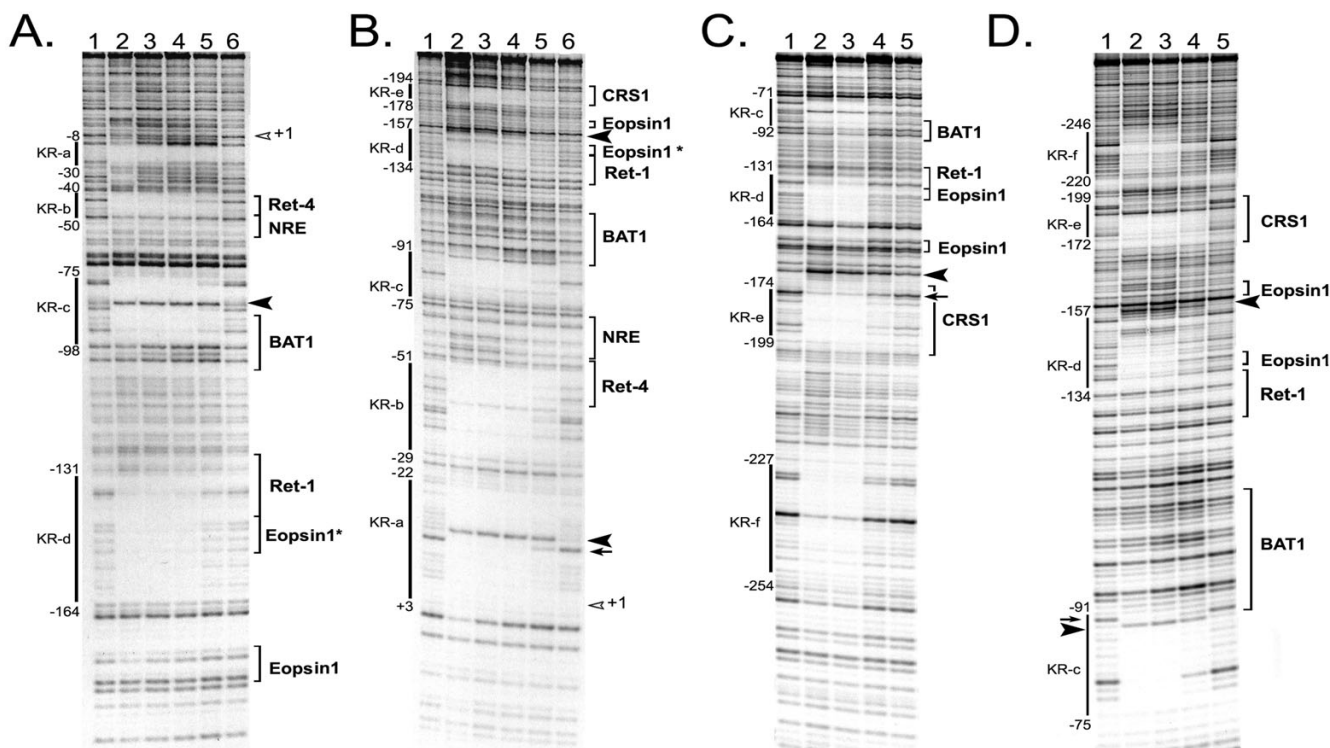 A.
1 2 3 4 5 6
-8
KR-a
-30
-40
KR-b
-50
-75
KR-c
-98
-131
KR-d
-164
+1
Ret-4
NRE
BAT1
Ret-1
Eopsin1*
Eopsin1
B.
1 2 3 4 5 6
-194
KR-e
-178
-157
KR-d
-134
-91
KR-c
-75
-51
KR-b
-29
-22
KR-a
+3
CRS1
Eopsin1
Eopsin1 *
Ret-1
BAT1
NRE
Ret-4
+1
C.
1 2 3 4 5
-71
KR-c
-92
-131
KR-d
-164
-174
KR-e
-199
-227
KR-f
-254
BAT1
Ret-1
Eopsin1
Eopsin1
CRS1
D.
1 2 3 4 5
-246
KR-f
-220
-199
KR-e
-172
-157
KR-d
-134
-91
KR-c
-75
CRS1
Eopsin1
Eopsin1
Ret-1
BAT1